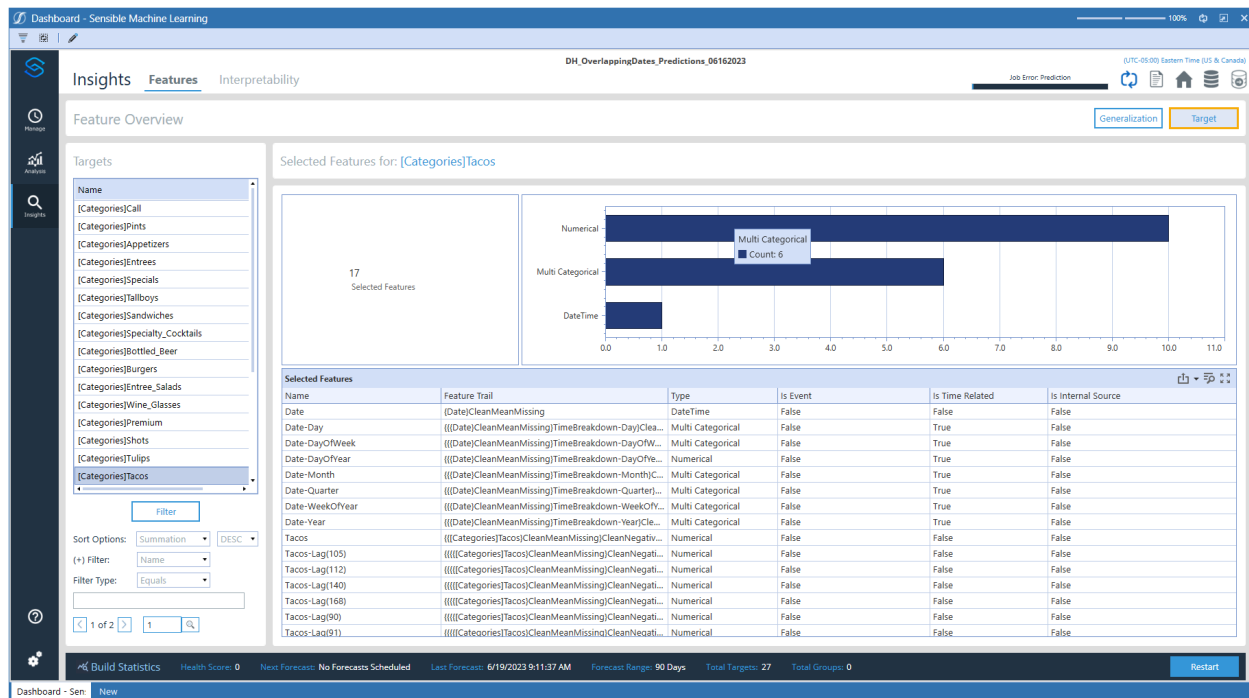 Dashboard - Sensible Machine Learning
100%
DH_OverlappingDates_Predictions_06162023
(UTC-05:00) Eastern Time (US & Canada)
Insights Features Interpretability
Job Error: Prediction
Manage
Analysis
Insights
Feature Overview
Generalization Target
Targets
Name
[Categories]Call
[Categories]Pints
[Categories]Appetizers
[Categories]Entrees
[Categories]Specials
[Categories]Tallboys
[Categories]Sandwiches
[Categories]Specialty_Cocktails
[Categories]Bottled_Beer
[Categories]Burgers
[Categories]Entree_Salads
[Categories]Wine_Glasses
[Categories]Premium
[Categories]Shots
[Categories]Tulips
[Categories]Tacos
Filter
Sort Options: Summation DESC
(+) Filter: Name
Filter Type: Equals
1 of 2 1
Selected Features for: [Categories]Tacos
17
Selected Features
Numerical
Multi Categorical
DateTime
Multi Categorical
Count: 6
0.0 1.0 2.0 3.0 4.0 5.0 6.0 7.0 8.0 9.0 10.0 11.0
Selected Features
Name Feature Trail Type Is Event Is Time Related Is Internal Source
Date {Date}CleanMeanMissing DateTime False False False
Date-Day {{{Date}CleanMeanMissing}TimeBreakdown-Day}Clea... Multi Categorical False True False
Date-DayOfWeek {{{Date}CleanMeanMissing}TimeBreakdown-DayOfW... Multi Categorical False True False
Date-DayOfYear {{{Date}CleanMeanMissing}TimeBreakdown-DayOfYe... Numerical False True False
Date-Month {{{Date}CleanMeanMissing}TimeBreakdown-Month}C... Multi Categorical False True False
Date-Quarter {{{Date}CleanMeanMissing}TimeBreakdown-Quarter}... Multi Categorical False True False
Date-WeekOfYear {{{Date}CleanMeanMissing}TimeBreakdown-WeekOfY... Multi Categorical False True False
Date-Year {{{Date}CleanMeanMissing}TimeBreakdown-Year}Cle... Multi Categorical False True False
Tacos {{[Categories]Tacos}CleanMeanMissing}CleanNegativ... Numerical False False False
Tacos-Lag(105) {{{{[Categories]Tacos}CleanMeanMissing}CleanNegati... Numerical False False False
Tacos-Lag(112) {{{{[Categories]Tacos}CleanMeanMissing}CleanNegati... Numerical False False False
Tacos-Lag(140) {{{{[Categories]Tacos}CleanMeanMissing}CleanNegati... Numerical False False False
Tacos-Lag(168) {{{{[Categories]Tacos}CleanMeanMissing}CleanNegati... Numerical False False False
Tacos-Lag(90) {{{{[Categories]Tacos}CleanMeanMissing}CleanNegati... Numerical False False False
Tacos-Lag(91) {{{{[Categories]Tacos}CleanMeanMissing}CleanNegati... Numerical False False False
Build Statistics Health Score: 0 Next Forecast: No Forecasts Scheduled Last Forecast: 6/19/2023 9:11:37 AM Forecast Range: 90 Days Total Targets: 27 Total Groups: 0 Restart
Dashboard - Sen: New